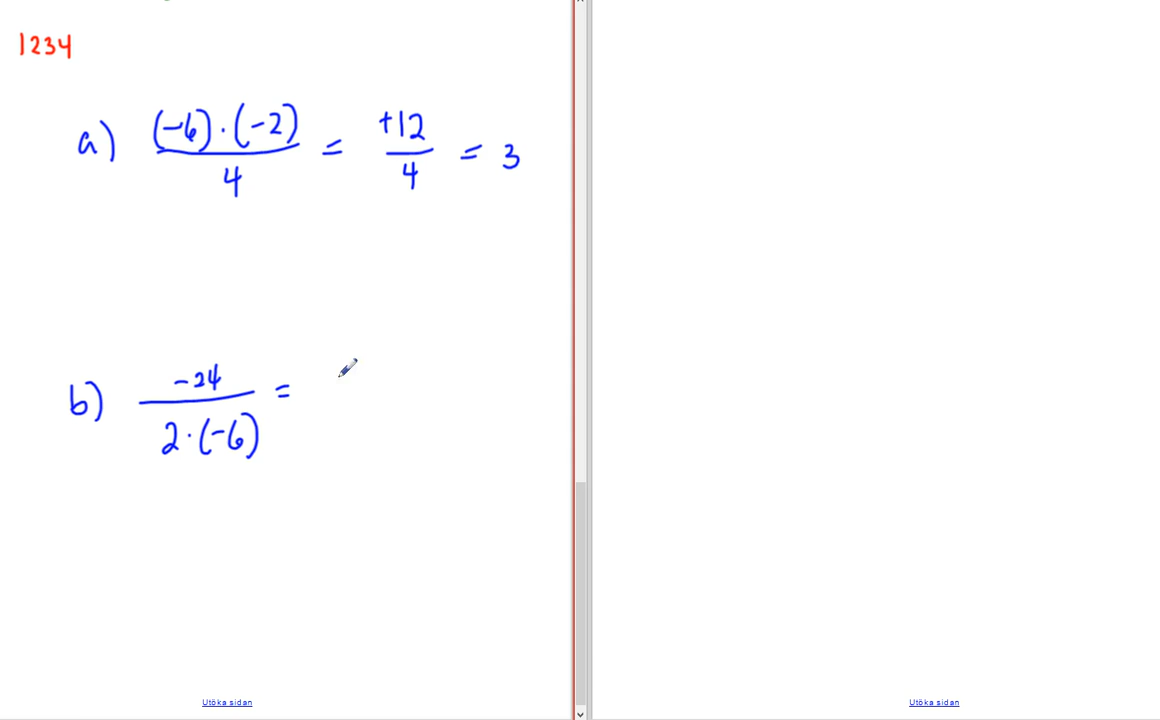 1234
a) (-6)·(-2) / 4 = +12 / 4 = 3
b) -24 / 2·(-6) =
Utöka sidan
Utöka sidan